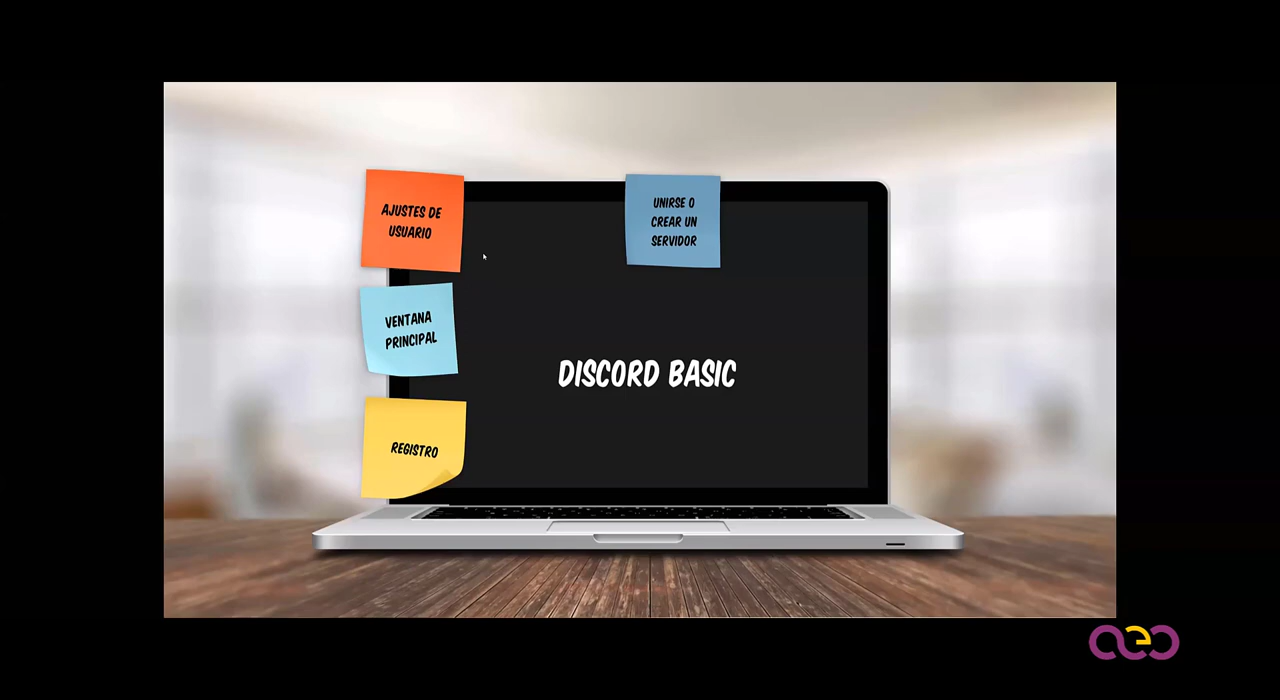 AJUSTES DE
USUARIO
UNIRSE O
CREAR UN
SERVIDOR
VENTANA
PRINCIPAL
DISCORD BASIC
REGISTRO